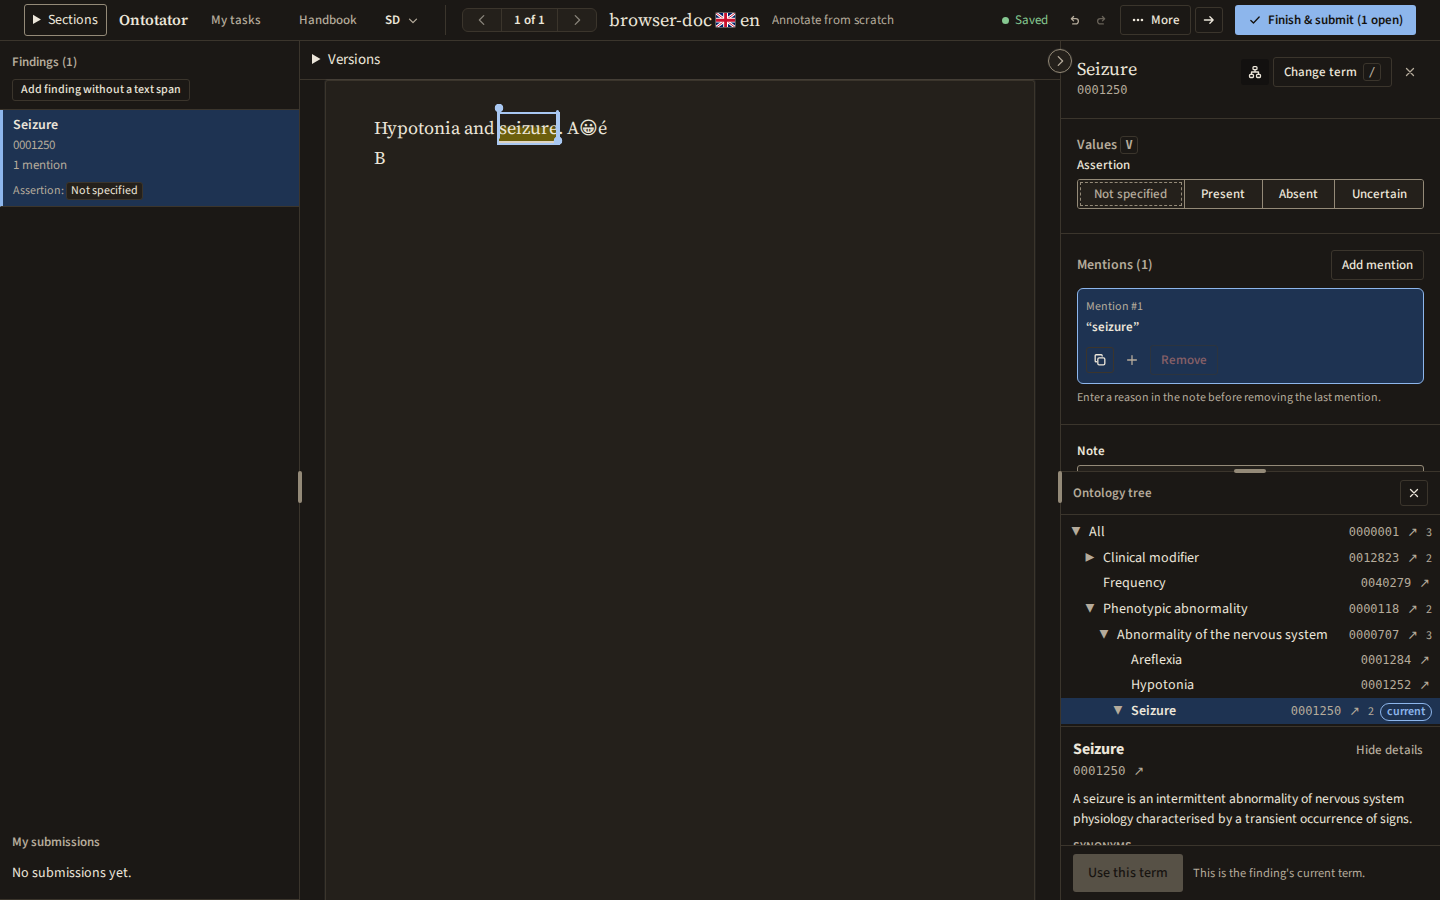 Sections
Ontotator
My tasks
Handbook
SD
1 of 1
browser-doc 🇬🇧 en
Annotate from scratch
Saved
More
Finish & submit (1 open)
Findings (1)
Add finding without a text span
Seizure
0001250
1 mention
Assertion: Not specified
My submissions
No submissions yet.
Versions
Hypotonia and seizure. A😀é
B
Seizure
0001250
Change term /
Values V
Assertion
Not specified Present Absent Uncertain
Mentions (1)
Add mention
Mention #1
“seizure”
Remove
Enter a reason in the note before removing the last mention.
Note
Ontology tree
All 0000001 ↗ 3
Clinical modifier 0012823 ↗ 2
Frequency 0040279 ↗
Phenotypic abnormality 0000118 ↗ 2
Abnormality of the nervous system 0000707 ↗ 3
Areflexia 0001284 ↗
Hypotonia 0001252 ↗
Seizure 0001250 ↗ 2 current
Seizure
Hide details
0001250 ↗
A seizure is an intermittent abnormality of nervous system
physiology characterised by a transient occurrence of signs.
Use this term
This is the finding's current term.